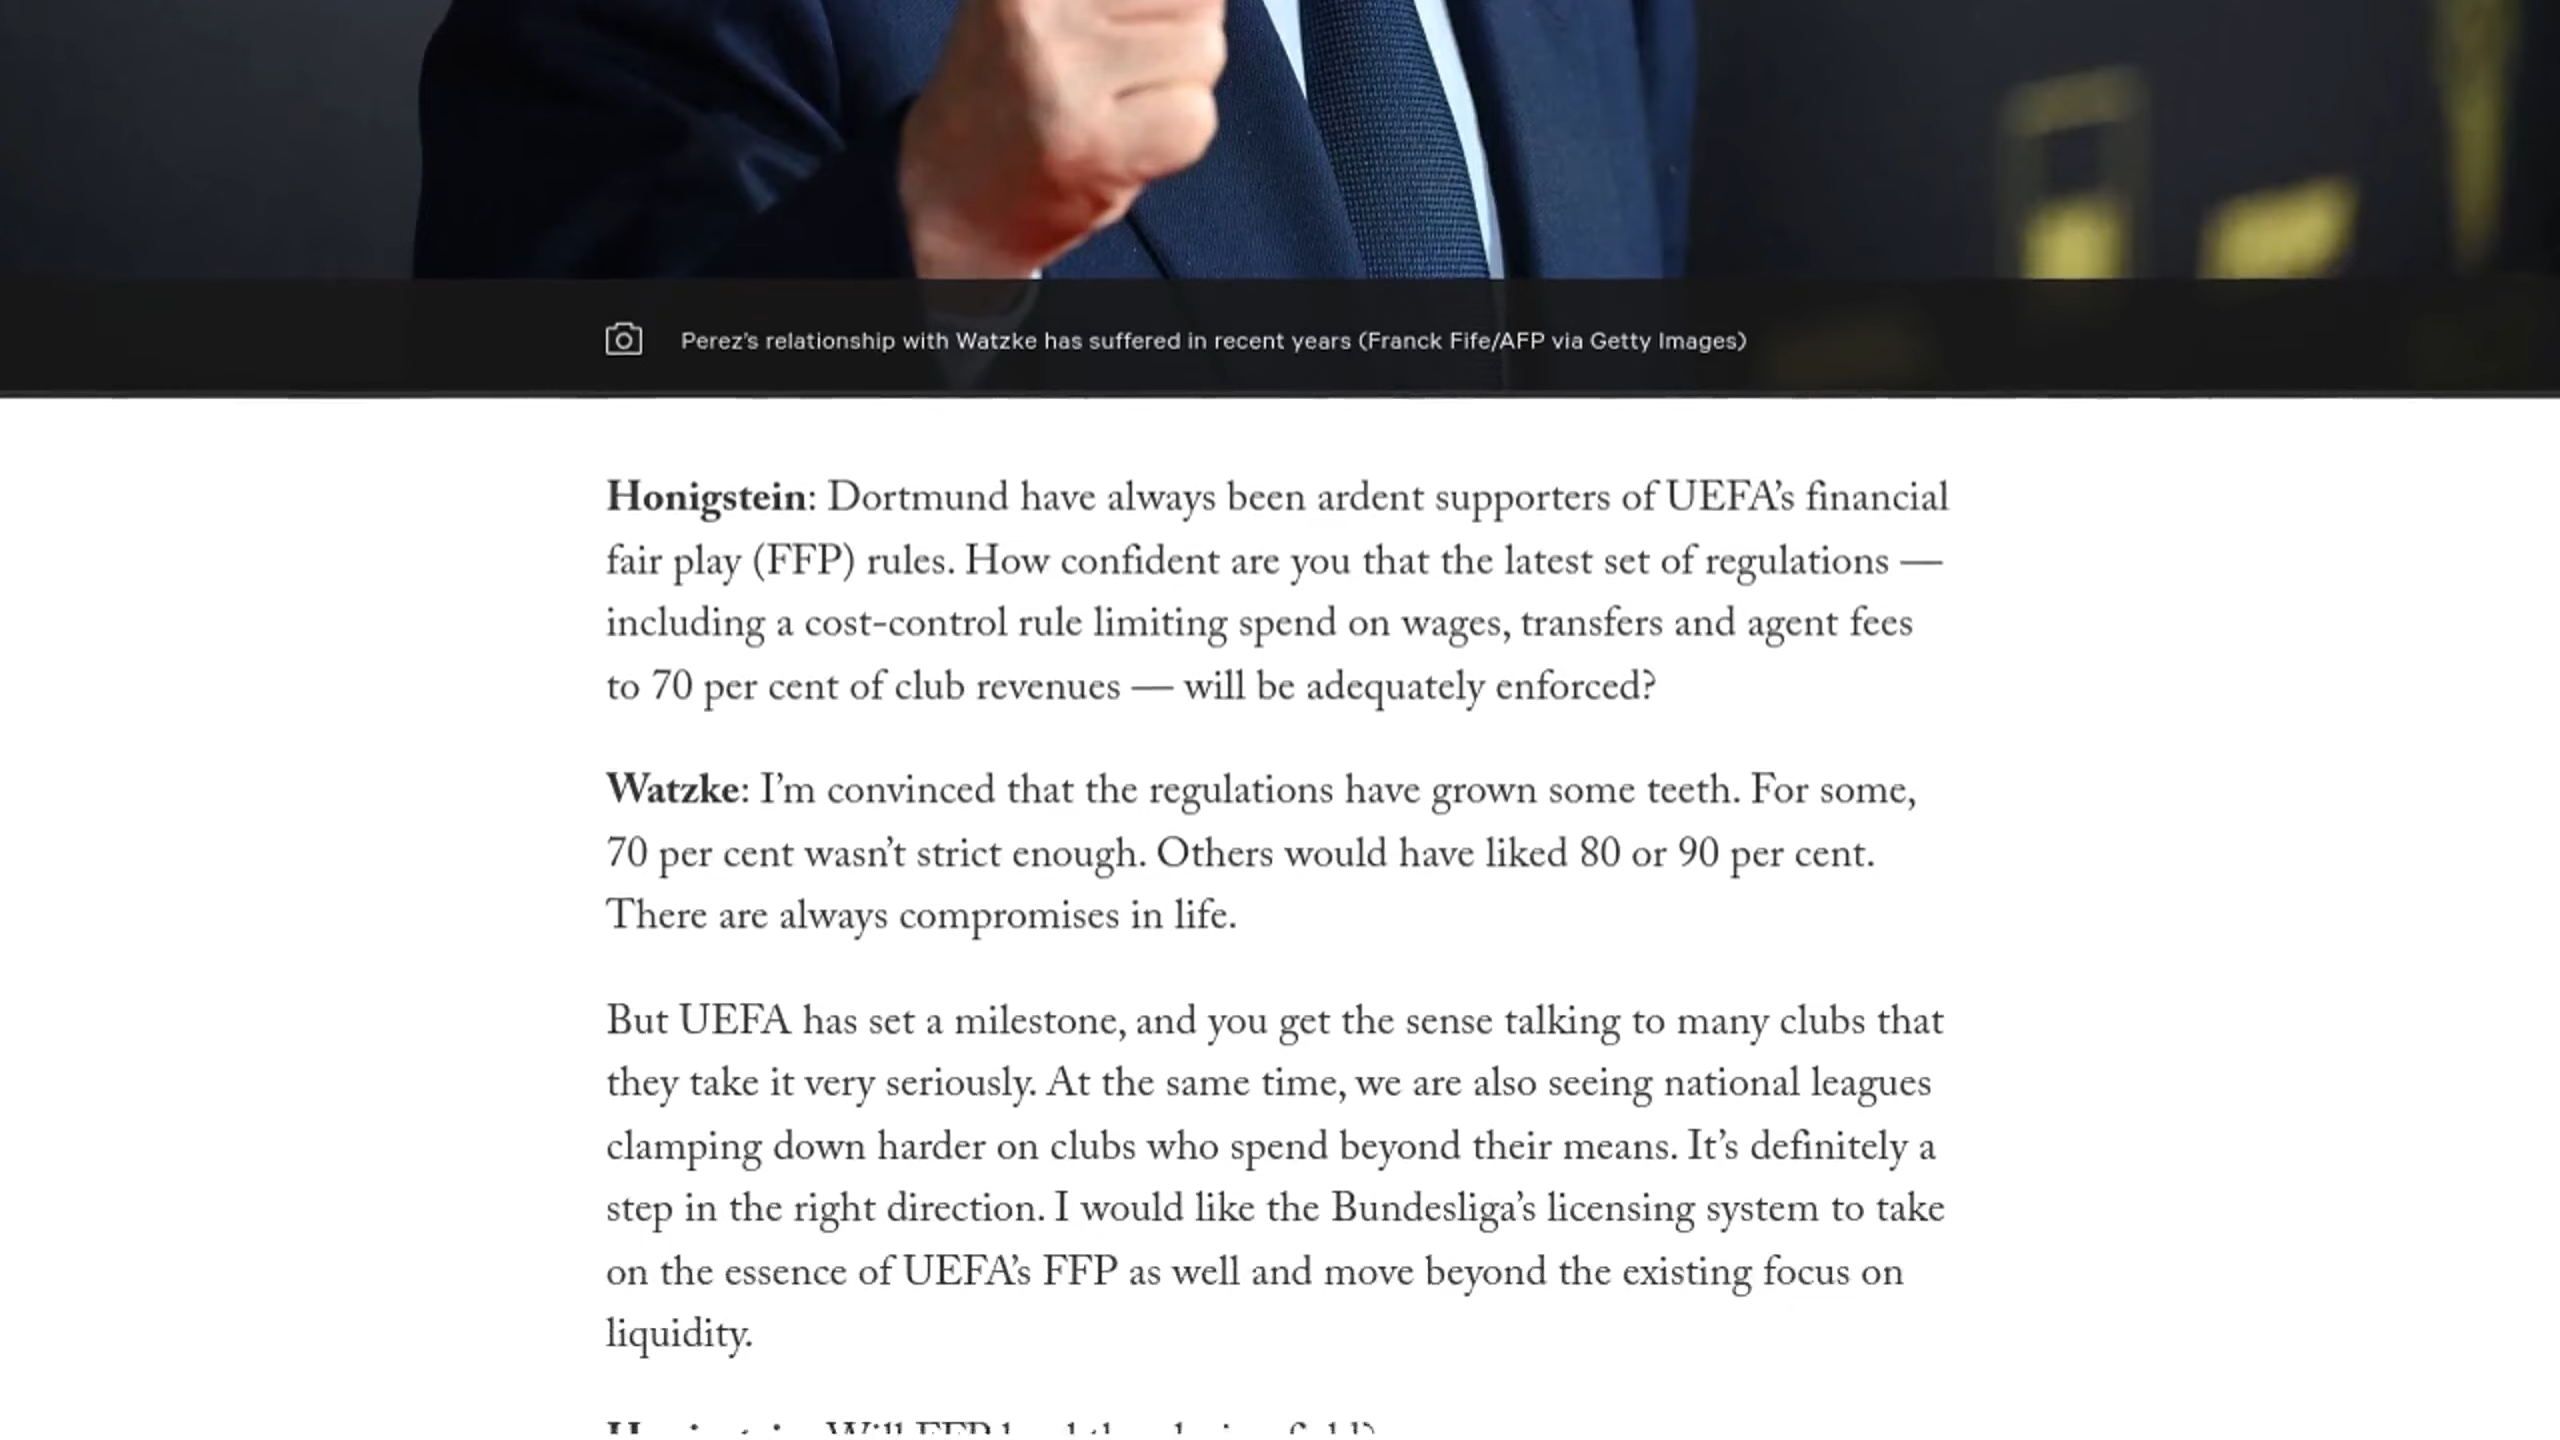 Perez’s relationship with Watzke has suffered in recent years (Franck Fife/AFP via Getty Images)
Honigstein: Dortmund have always been ardent supporters of UEFA’s financial
fair play (FFP) rules. How confident are you that the latest set of regulations —
including a cost-control rule limiting spend on wages, transfers and agent fees
to 70 per cent of club revenues — will be adequately enforced?
Watzke: I’m convinced that the regulations have grown some teeth. For some,
70 per cent wasn’t strict enough. Others would have liked 80 or 90 per cent.
There are always compromises in life.
But UEFA has set a milestone, and you get the sense talking to many clubs that
they take it very seriously. At the same time, we are also seeing national leagues
clamping down harder on clubs who spend beyond their means. It’s definitely a
step in the right direction. I would like the Bundesliga’s licensing system to take
on the essence of UEFA’s FFP as well and move beyond the existing focus on
liquidity.